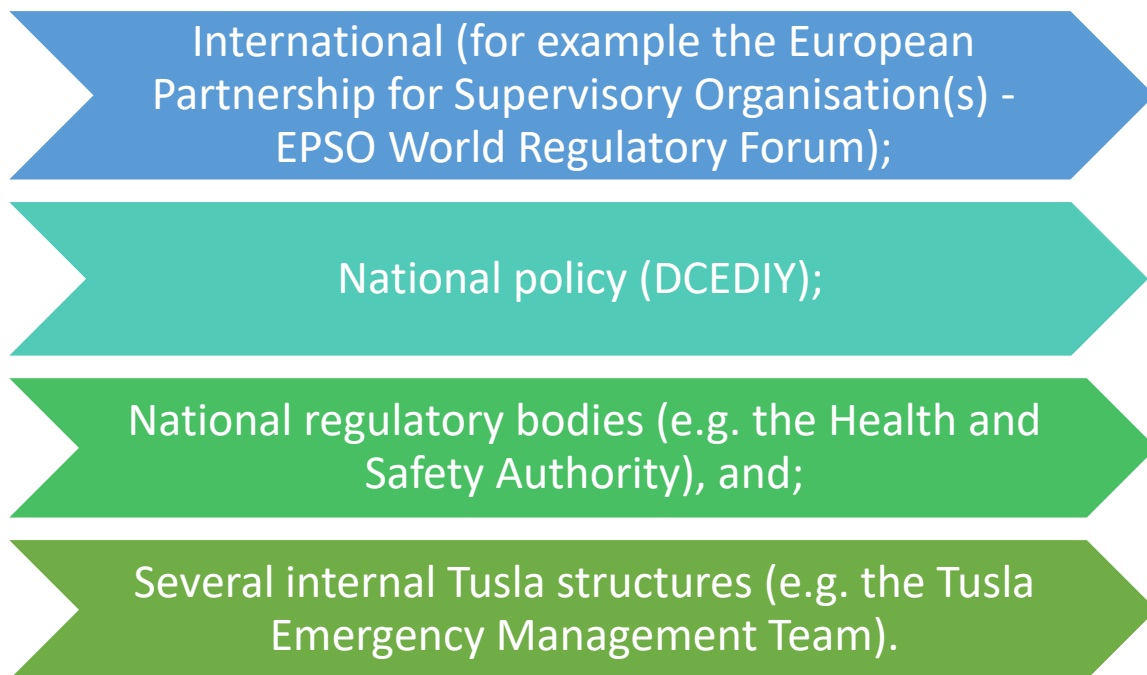 International (for example the European
Partnership for Supervisory Organisation(s) -
EPSO World Regulatory Forum);
National policy (DCEDIY);
National regulatory bodies (e.g. the Health and
Safety Authority), and;
Several internal Tusla structures (e.g. the Tusla
Emergency Management Team).